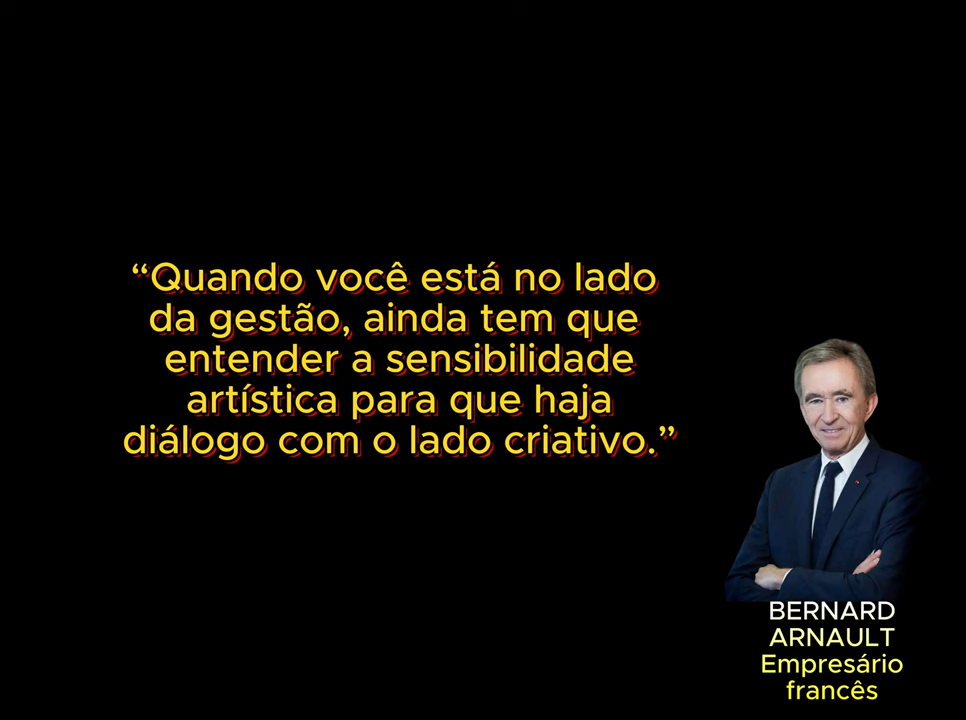 “Quando você está no lado
da gestão, ainda tem que
entender a sensibilidade
artística para que haja
diálogo com o lado criativo.”
BERNARD
ARNAULT
Empresário
francês